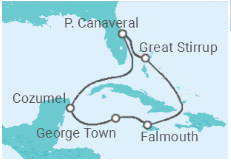 P. Canaveral
Great Stirrup
Cozumel
George Town
Falmouth